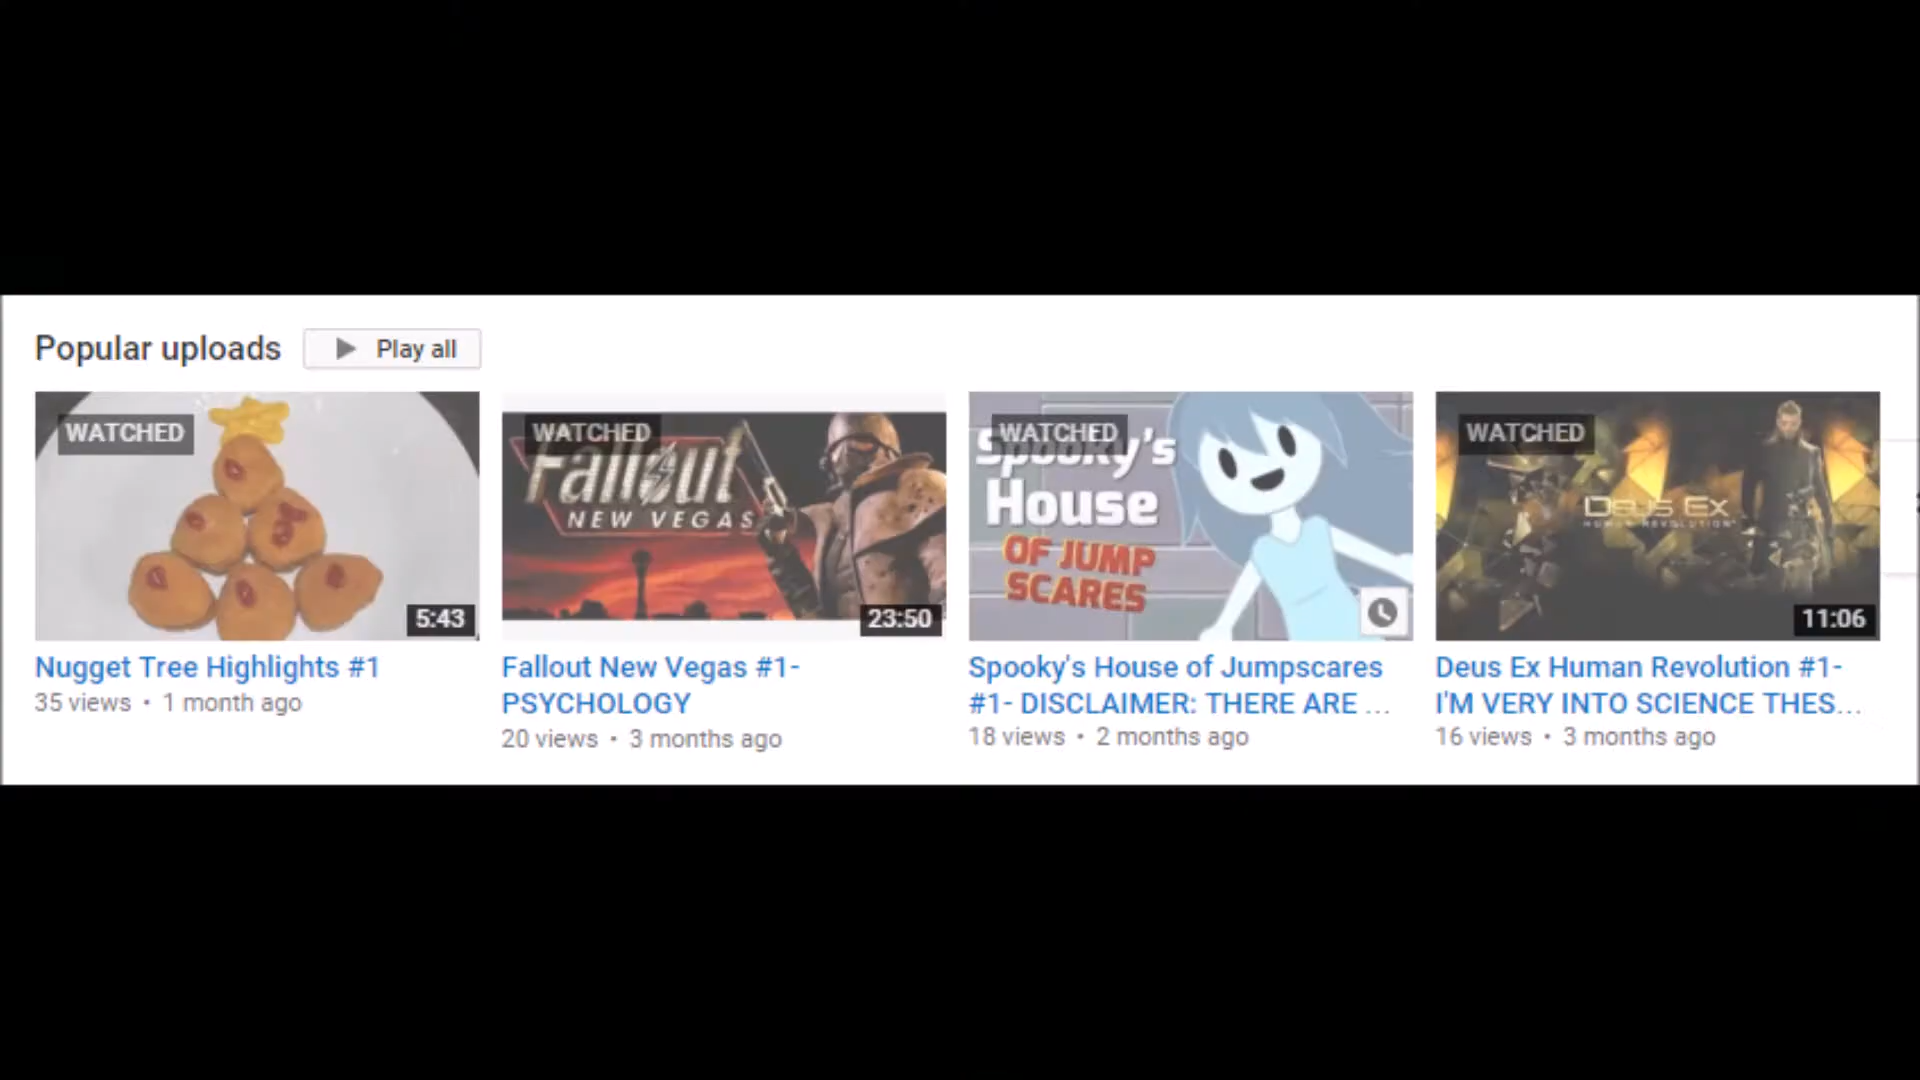 Popular uploads
Play all
WATCHED
5:43
Nugget Tree Highlights #1
35 views • 1 month ago
WATCHED
Fallout
NEW VEGAS
23:50
Fallout New Vegas #1-
PSYCHOLOGY
20 views • 3 months ago
WATCHED
Spooky's
House
OF JUMP
SCARES
Spooky's House of Jumpscares
#1- DISCLAIMER: THERE ARE ...
18 views • 2 months ago
WATCHED
DEUS EX
HUMAN REVOLUTION
11:06
Deus Ex Human Revolution #1-
I'M VERY INTO SCIENCE THES...
16 views • 3 months ago